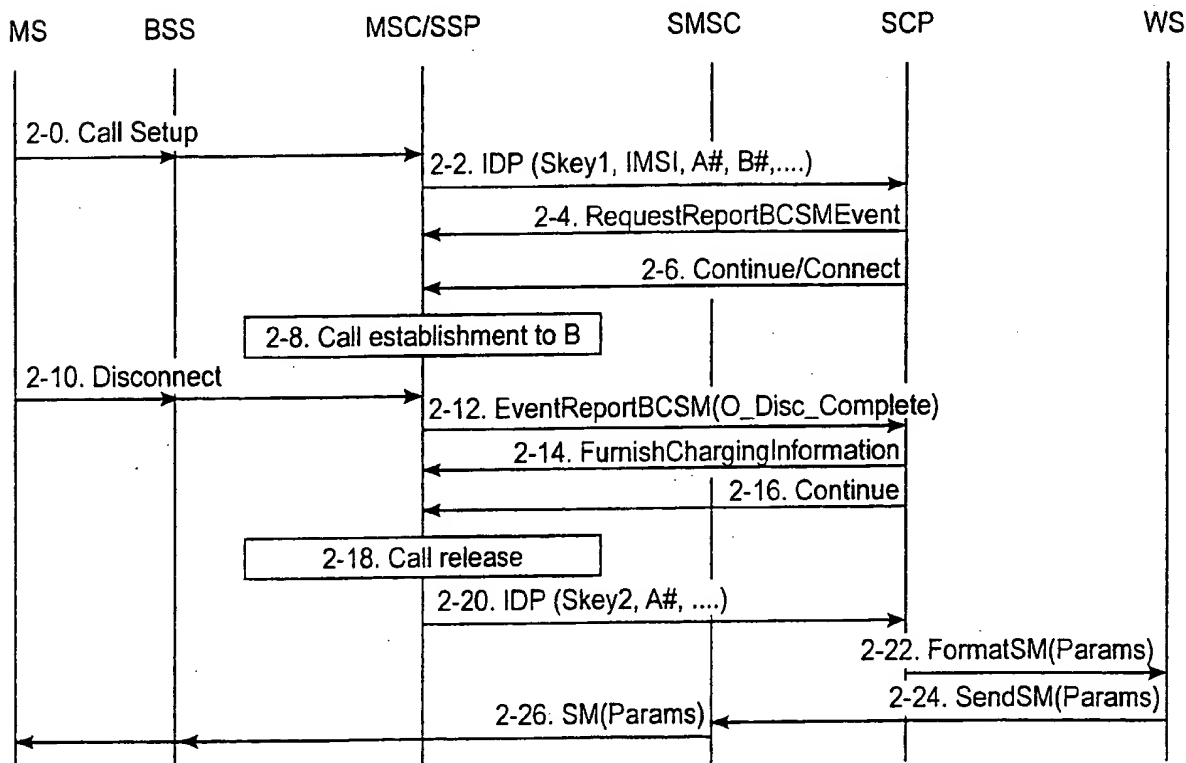 MS BSS MSC/SSP SMSC SCP WS
2-0. Call Setup
2-2. IDP (Skey1, IMSI, A#, B#,....)
2-4. RequestReportBCSMEvent
2-6. Continue/Connect
2-8. Call establishment to B
2-10. Disconnect
2-12. EventReportBCSM(O_Disc_Complete)
2-14. FurnishChargingInformation
2-16. Continue
2-18. Call release
2-20. IDP (Skey2, A#, ....)
2-22. FormatSM(Params)
2-24. SendSM(Params)
2-26. SM(Params)